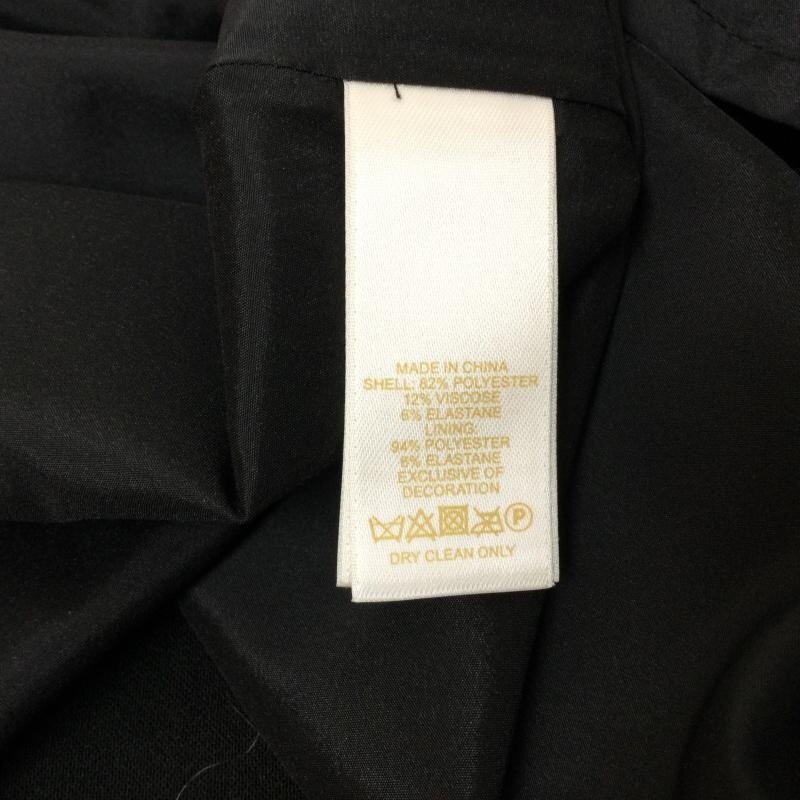 MADE IN CHINA
SHELL: 82% POLYESTER
12% VISCOSE
6% ELASTANE
LINING:
94% POLYESTER
6% ELASTANE
EXCLUSIVE OF
DECORATION
P
DRY CLEAN ONLY